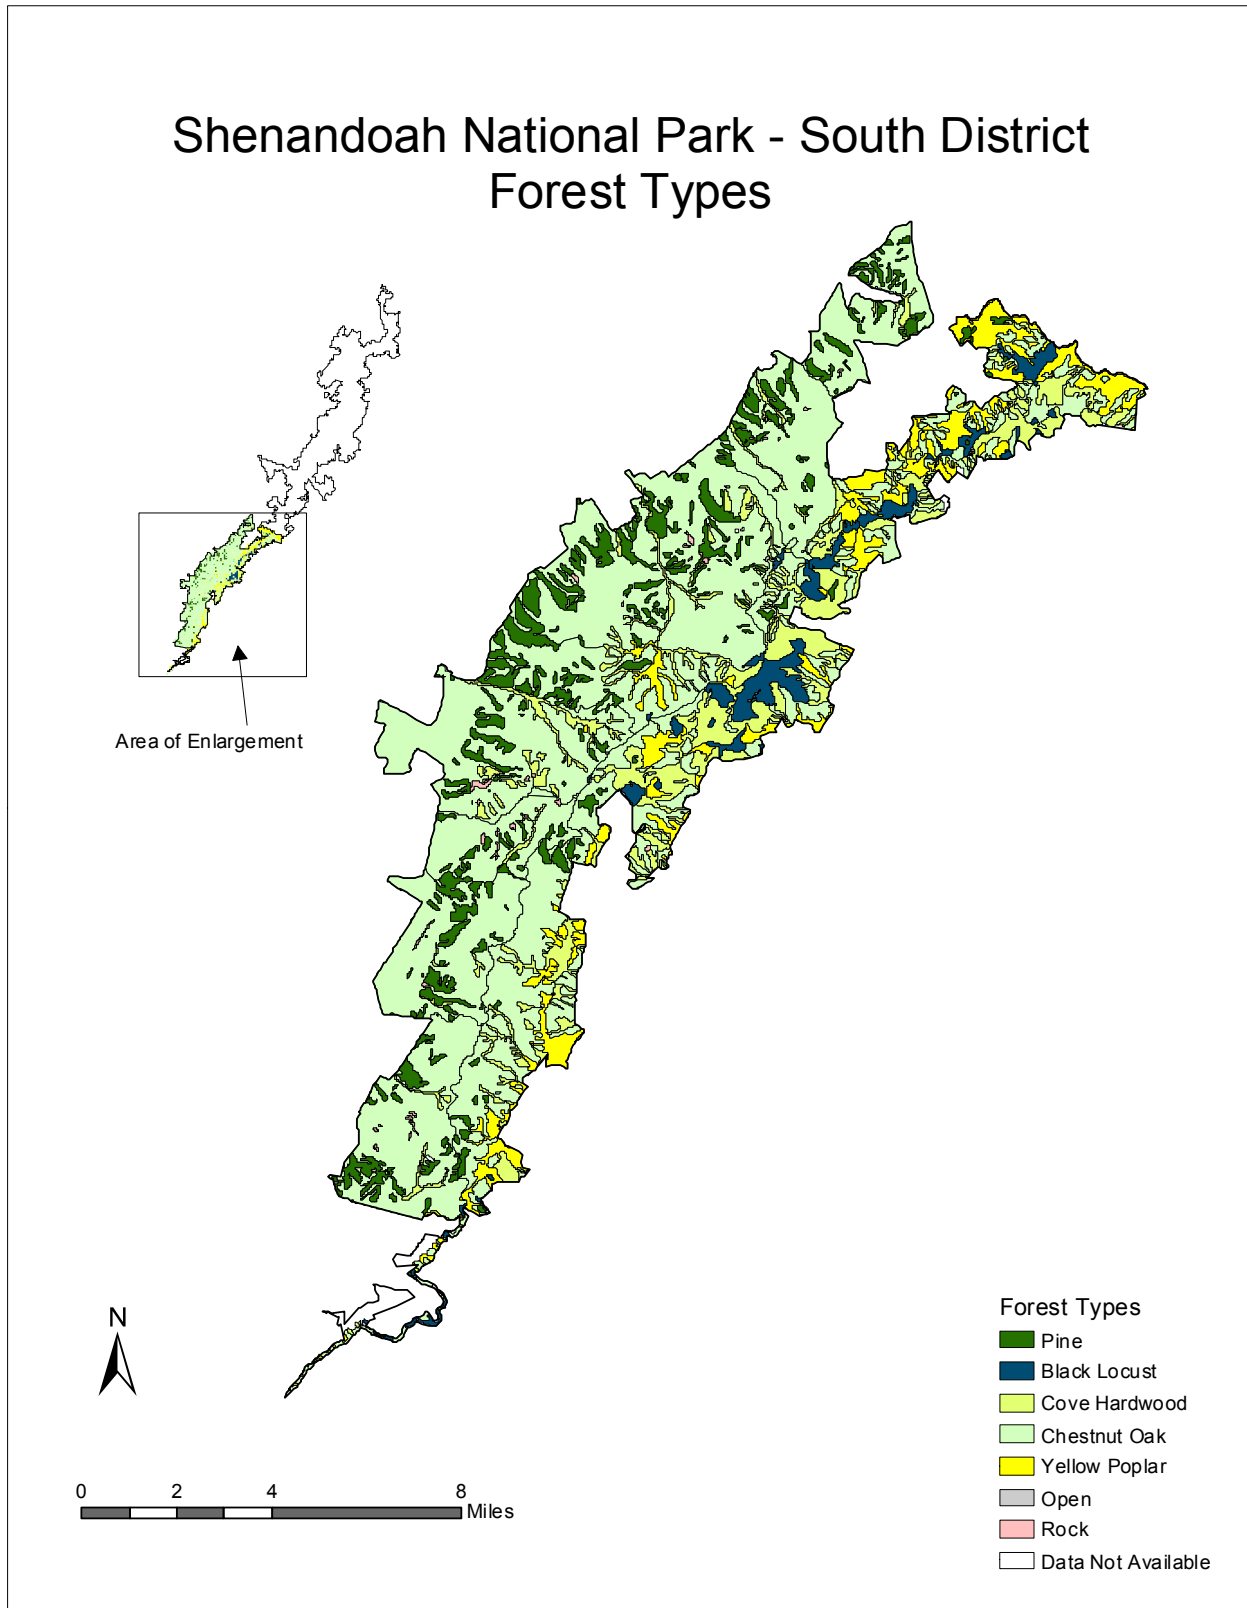 Shenandoah National Park - South District
Forest Types
Area of Enlargement
N
0 2 4 8
Miles
Forest Types
Pine
Black Locust
Cove Hardwood
Chestnut Oak
Yellow Poplar
Open
Rock
Data Not Available